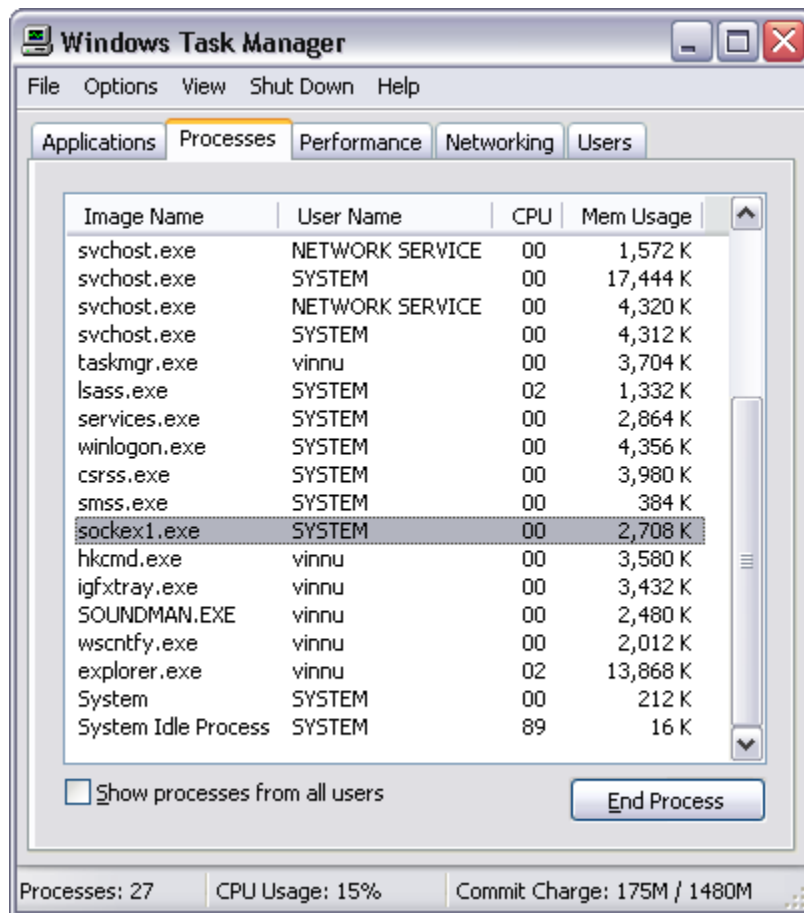 Windows Task Manager
File Options View Shut Down Help
Applications Processes Performance Networking Users
Image Name User Name CPU Mem Usage
svchost.exe NETWORK SERVICE 00 1,572 K
svchost.exe SYSTEM 00 17,444 K
svchost.exe NETWORK SERVICE 00 4,320 K
svchost.exe SYSTEM 00 4,312 K
taskmgr.exe vinnu 00 3,704 K
lsass.exe SYSTEM 02 1,332 K
services.exe SYSTEM 00 2,864 K
winlogon.exe SYSTEM 00 4,356 K
csrss.exe SYSTEM 00 3,980 K
smss.exe SYSTEM 00 384 K
sockex1.exe SYSTEM 00 2,708 K
hkcmd.exe vinnu 00 3,580 K
igfxtray.exe vinnu 00 3,432 K
SOUNDMAN.EXE vinnu 00 2,480 K
wscntfy.exe vinnu 00 2,012 K
explorer.exe vinnu 02 13,868 K
System SYSTEM 00 212 K
System Idle Process SYSTEM 89 16 K
Show processes from all users End Process
Processes: 27 CPU Usage: 15% Commit Charge: 175M / 1480M